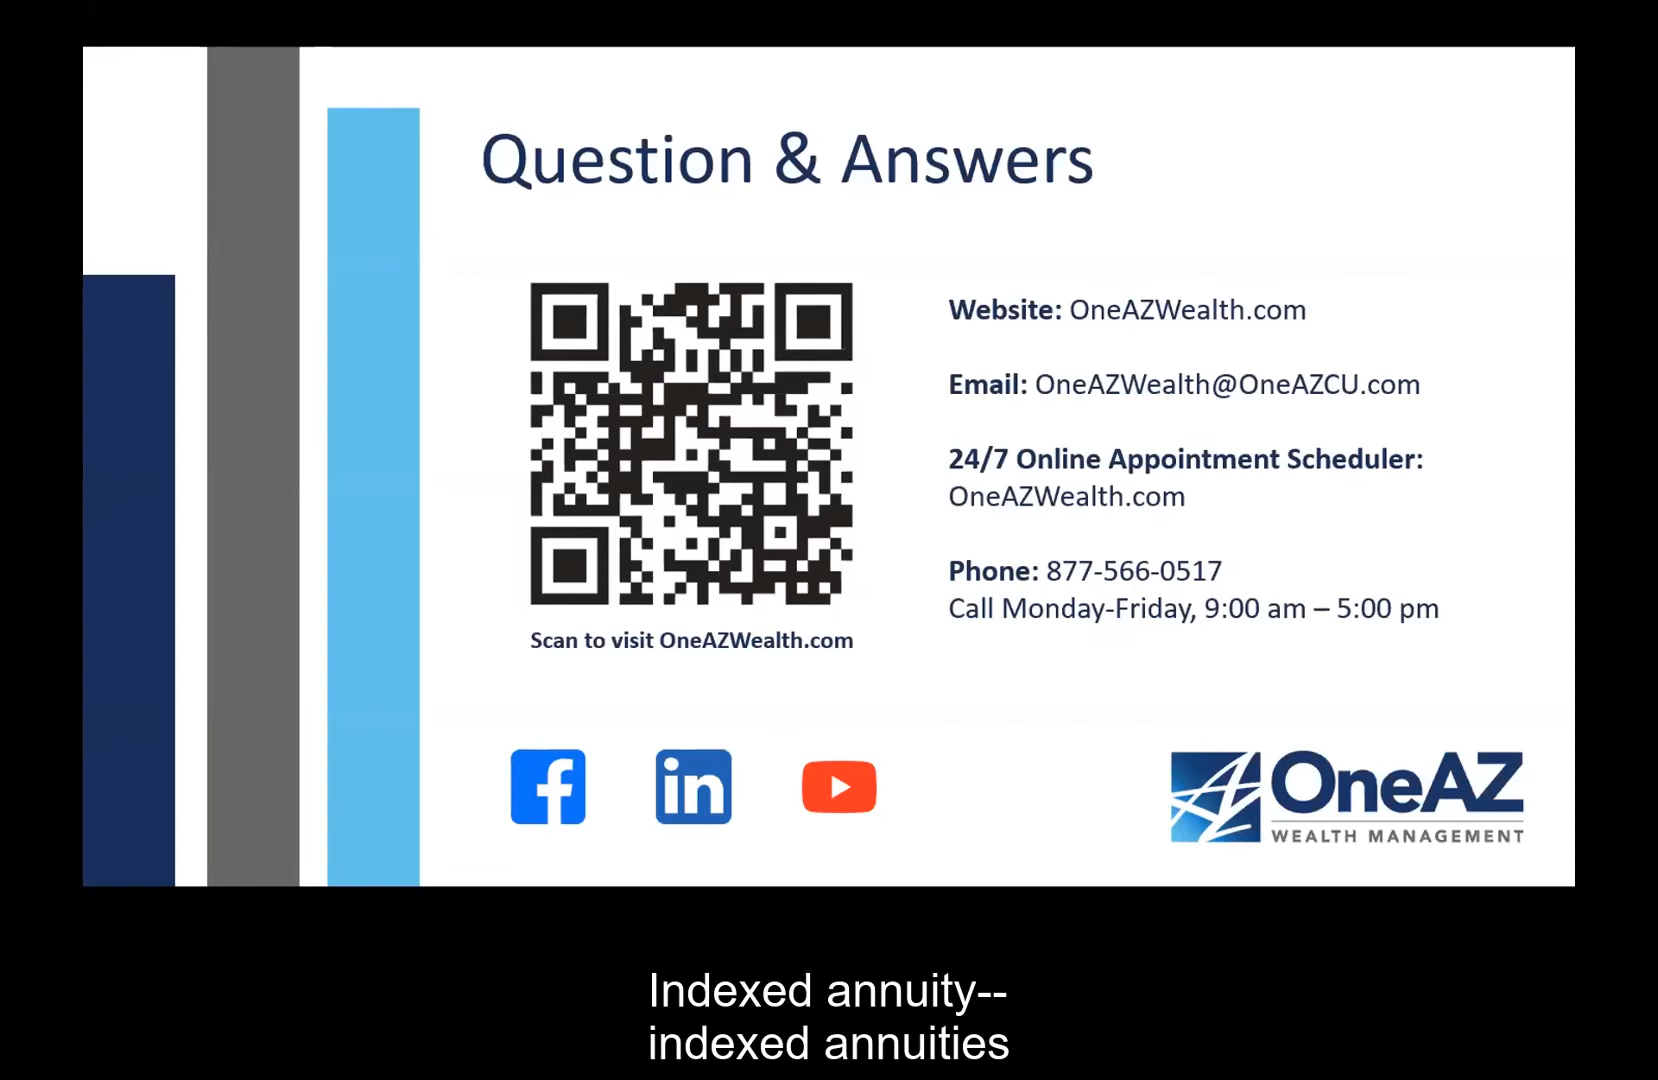 Question & Answers
Website: OneAZWealth.com
Email: OneAZWealth@OneAZCU.com
24/7 Online Appointment Scheduler:
OneAZWealth.com
Phone: 877-566-0517
Call Monday-Friday, 9:00 am – 5:00 pm
Scan to visit OneAZWealth.com
f
in
OneAZ
WEALTH MANAGEMENT
Indexed annuity--
indexed annuities